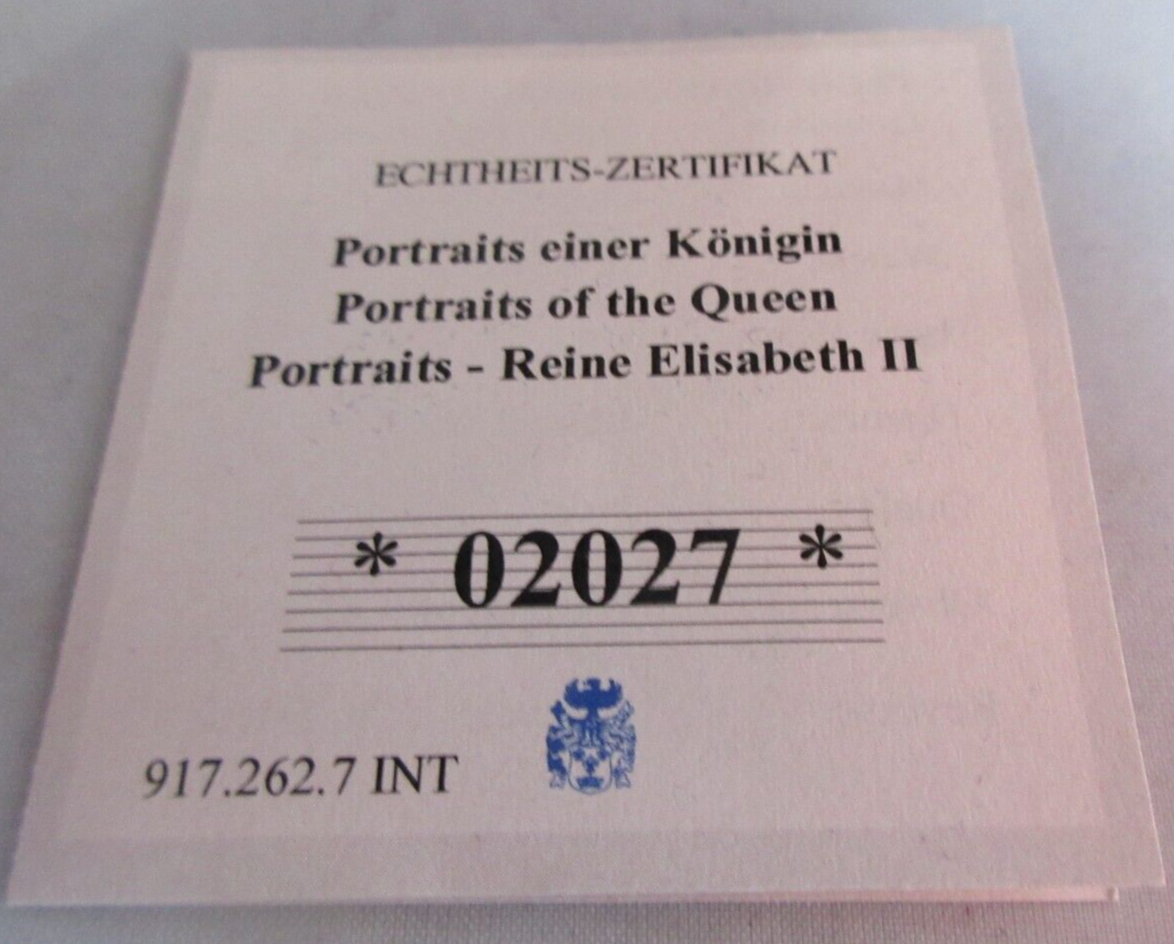 ECHTHEITS-ZERTIFIKAT
Portraits einer Königin
Portraits of the Queen
Portraits - Reine Elisabeth II
* 02027 *
917.262.7 INT